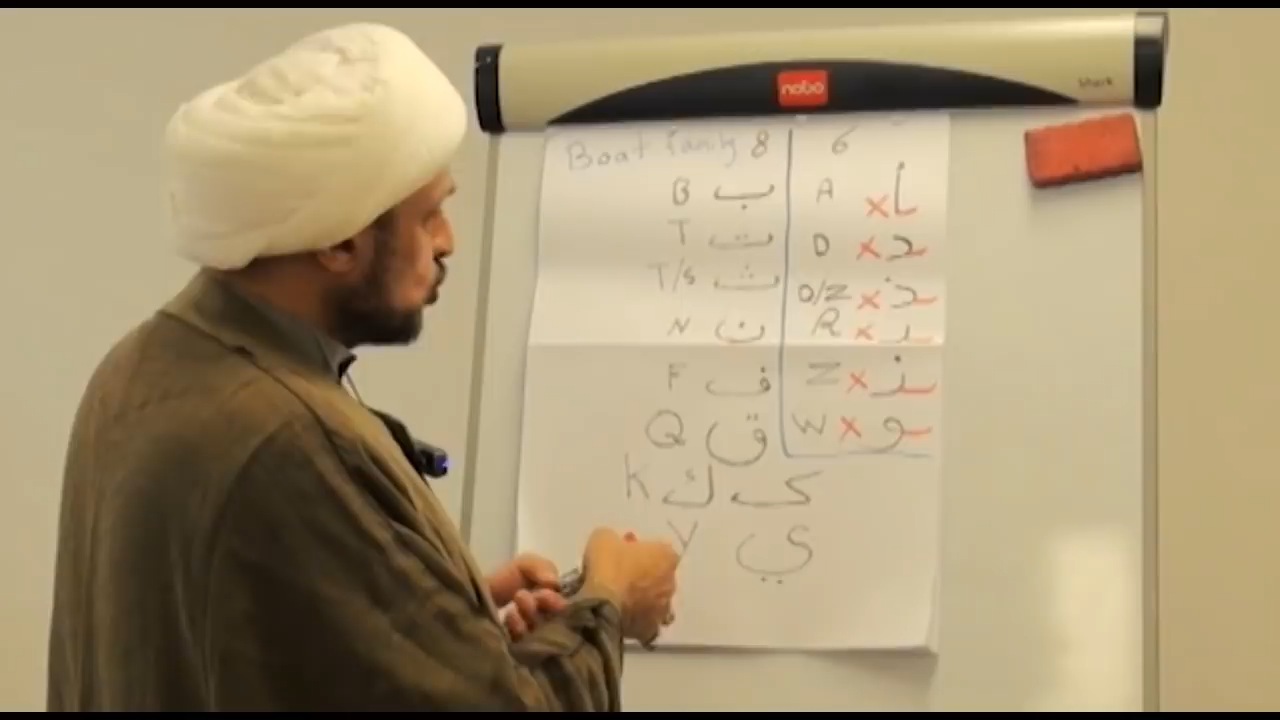 nobo
Boat family 8 6
B ب A ا x
T ت D د x
T/s ث D/Z ذ x
N ن R ر x
F ف Z ز x
Q ق W و x
K ك ک
Y ي